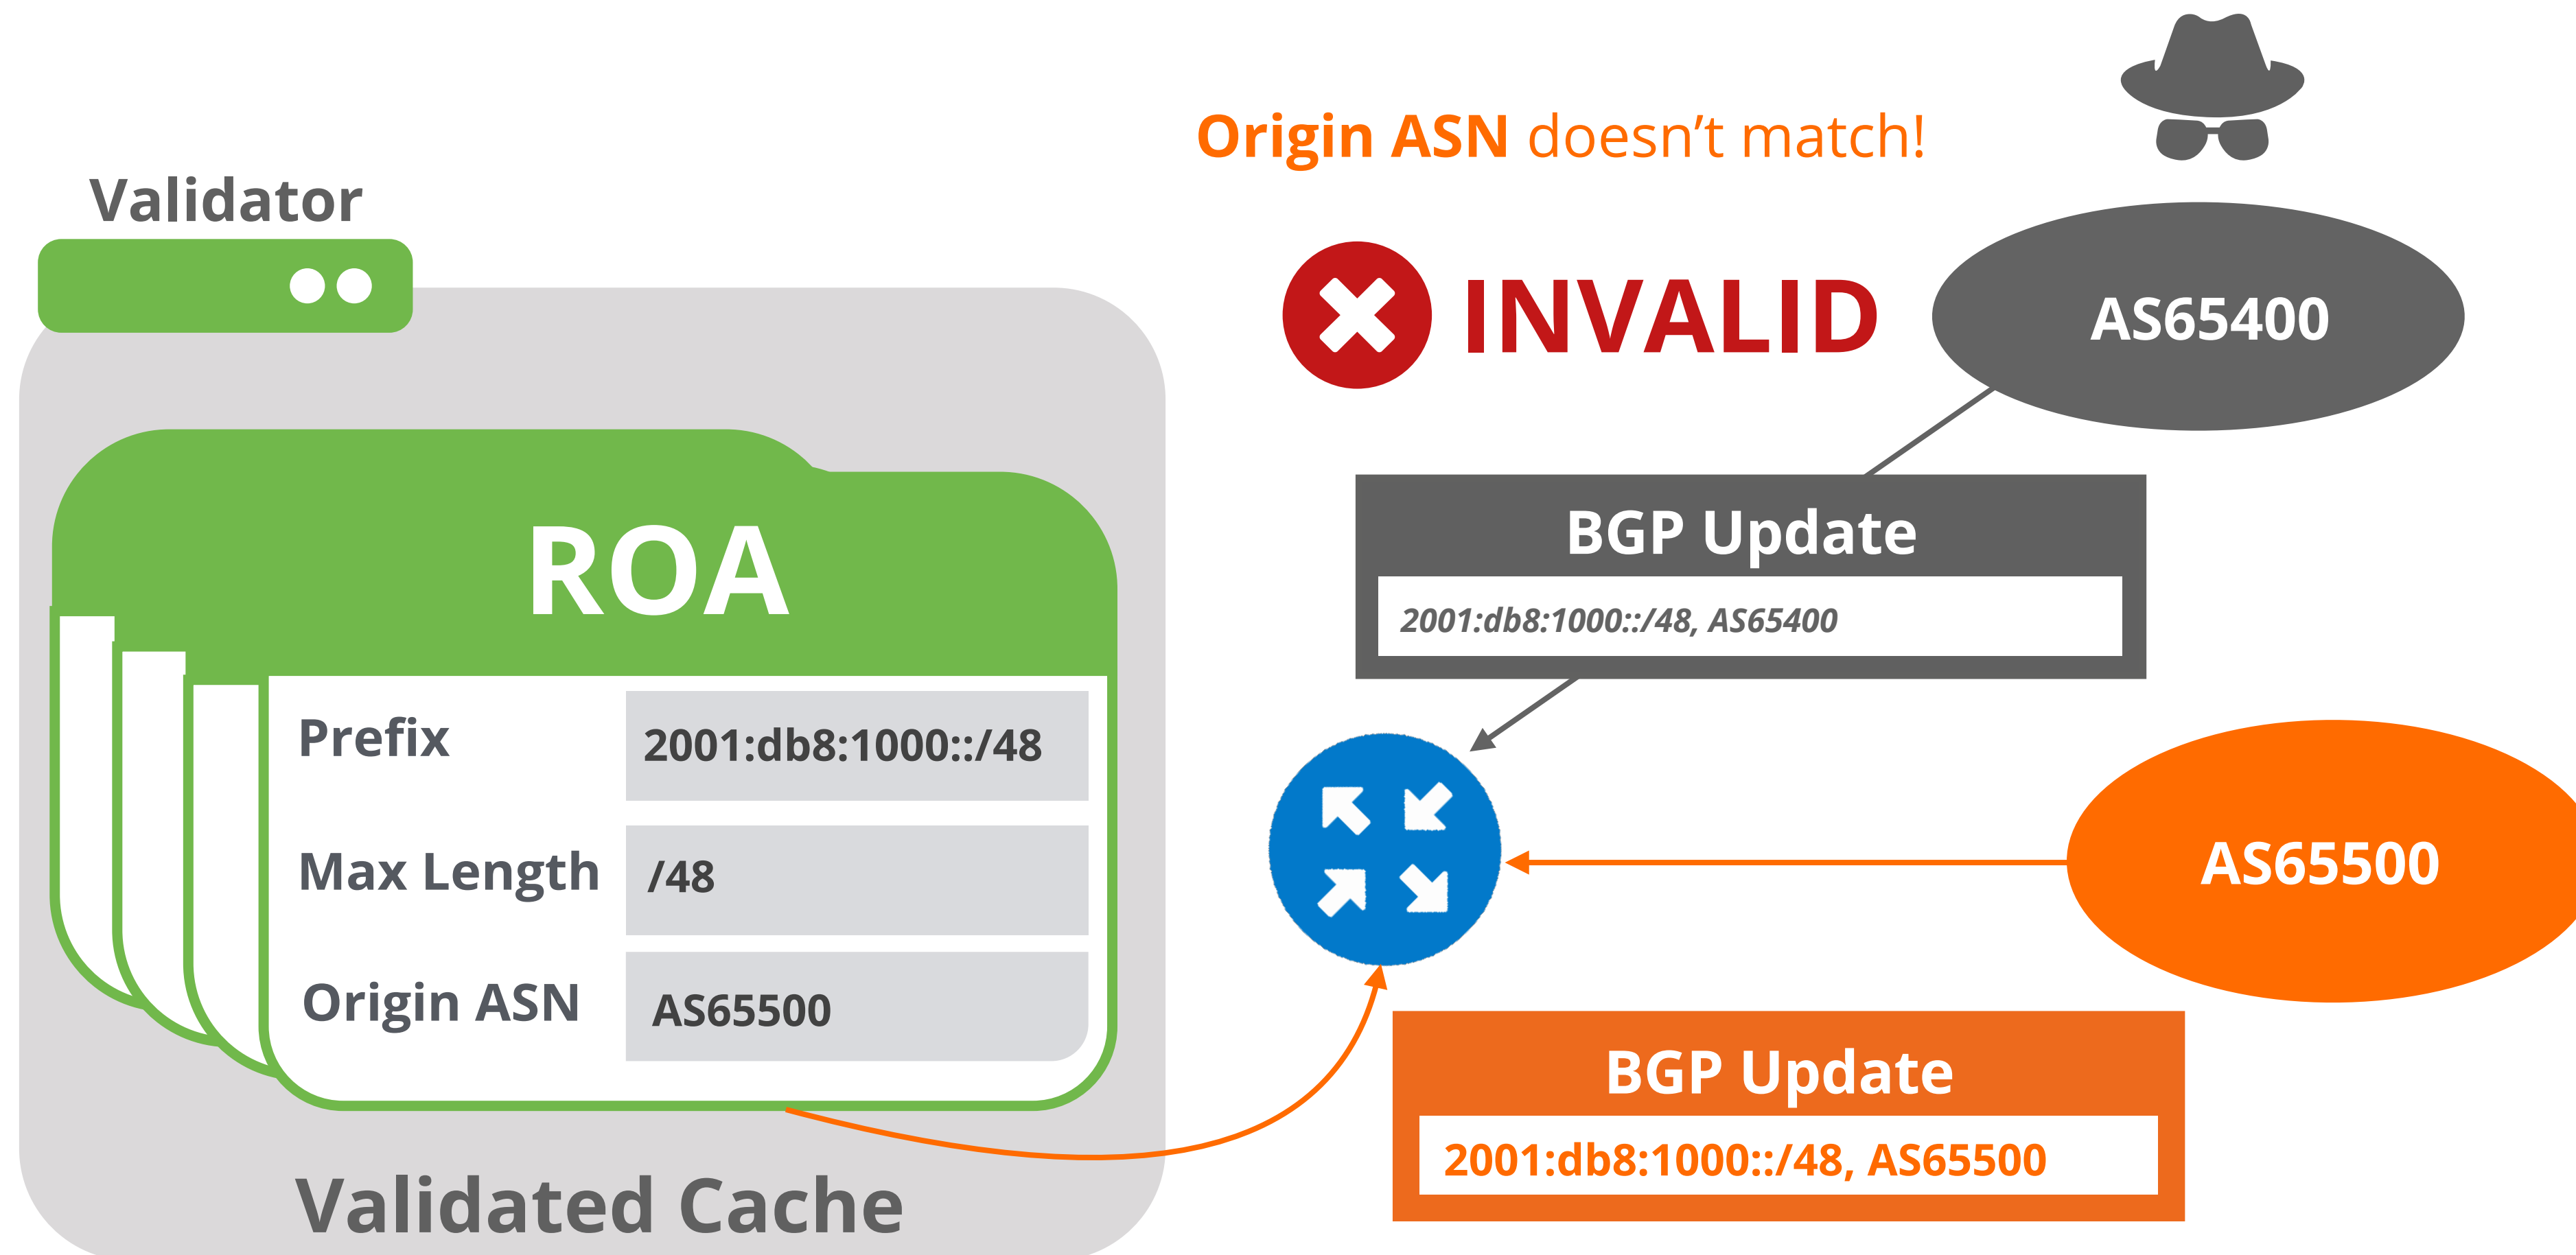 Origin ASN doesn’t match!
Validator
INVALID
AS65400
ROA
BGP Update
2001:db8:1000::/48, AS65400
Prefix
2001:db8:1000::/48
Max Length
/48
Origin ASN
AS65500
AS65500
BGP Update
2001:db8:1000::/48, AS65500
Validated Cache